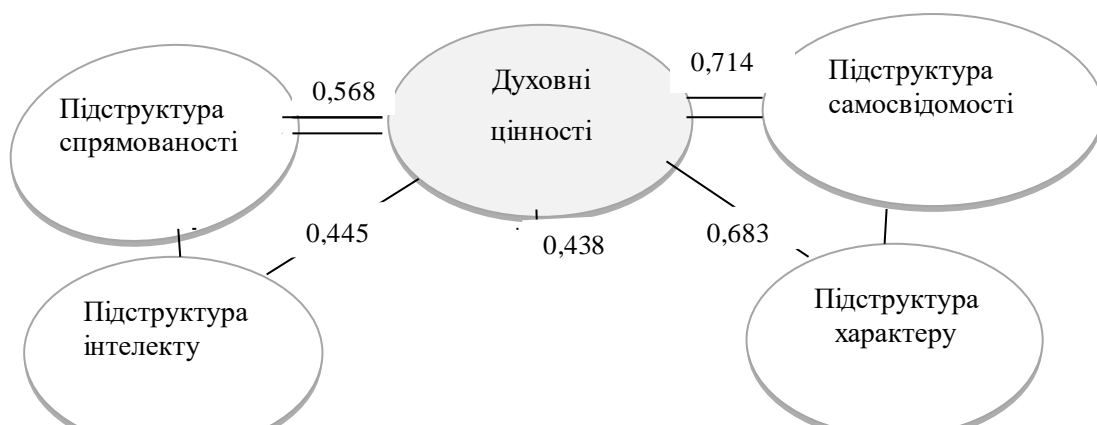 Підструктура
спрямованості
0,568
Духовні
цінності
0,714
Підструктура
самосвідомості
0,445
0,438
0,683
Підструктура
інтелекту
Підструктура
характеру